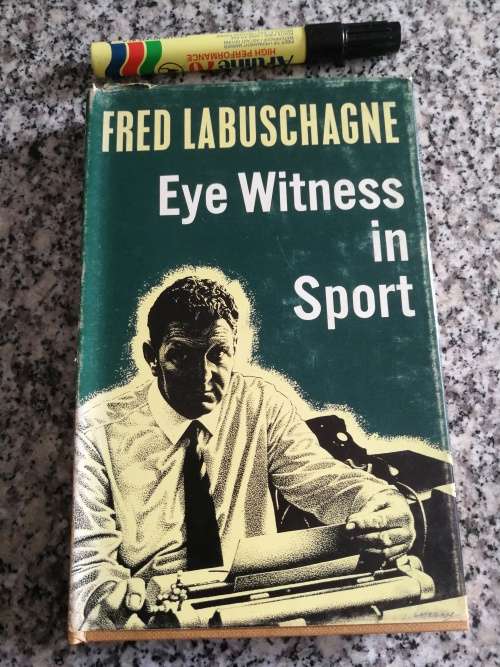 Artline 70
HIGH PERFORMANCE
FRED LABUSCHAGNE
Eye Witness
in
Sport